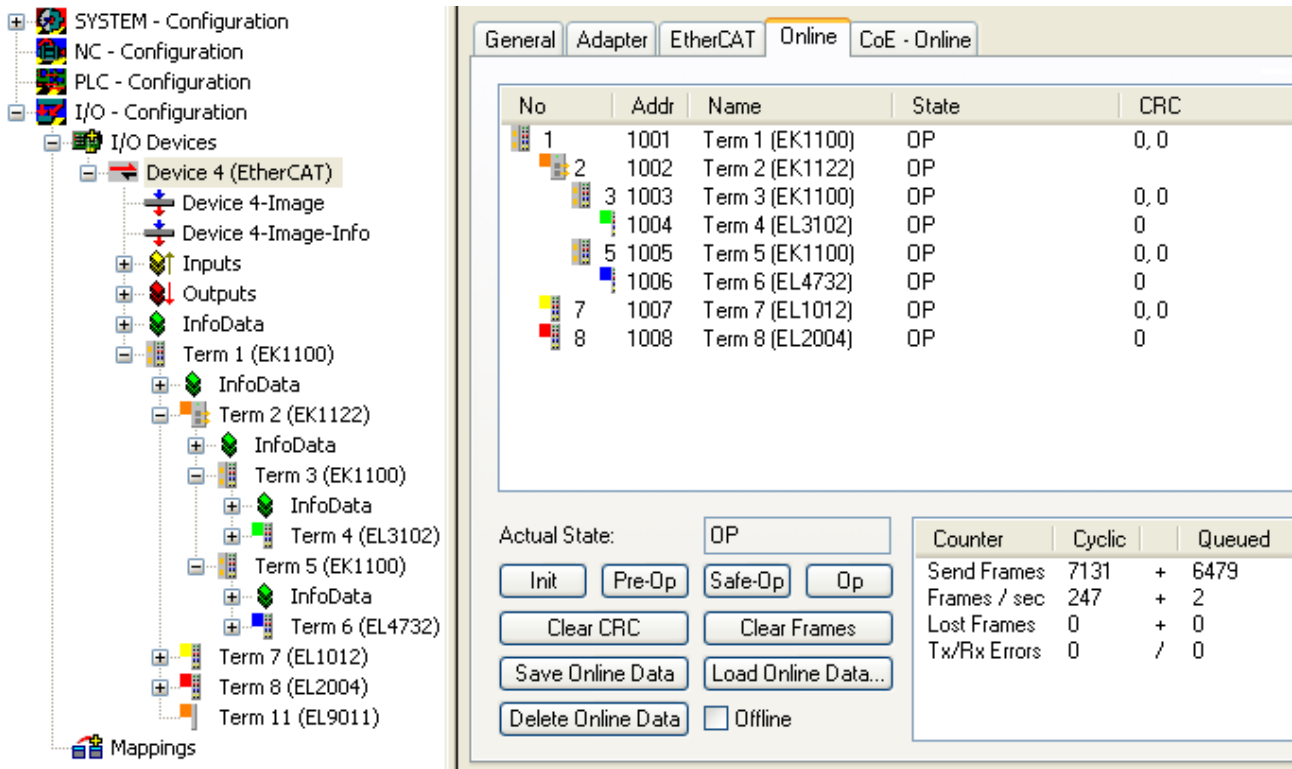 SYSTEM - Configuration
NC - Configuration
PLC - Configuration
I/O - Configuration
I/O Devices
Device 4 (EtherCAT)
Device 4-Image
Device 4-Image-Info
Inputs
Outputs
InfoData
Term 1 (EK1100)
InfoData
Term 2 (EK1122)
InfoData
Term 3 (EK1100)
InfoData
Term 4 (EL3102)
Term 5 (EK1100)
InfoData
Term 6 (EL4732)
Term 7 (EL1012)
Term 8 (EL2004)
Term 11 (EL9011)
Mappings
General Adapter EtherCAT Online CoE - Online
No Addr Name State CRC
1 1001 Term 1 (EK1100) OP 0, 0
2 1002 Term 2 (EK1122) OP
3 1003 Term 3 (EK1100) OP 0, 0
1004 Term 4 (EL3102) OP 0
5 1005 Term 5 (EK1100) OP 0, 0
1006 Term 6 (EL4732) OP 0
7 1007 Term 7 (EL1012) OP 0, 0
8 1008 Term 8 (EL2004) OP 0
Actual State: OP
Init Pre-Op Safe-Op Op
Clear CRC Clear Frames
Save Online Data Load Online Data...
Delete Online Data Offline
Counter Cyclic Queued
Send Frames 7131 + 6479
Frames / sec 247 + 2
Lost Frames 0 + 0
Tx/Rx Errors 0 / 0